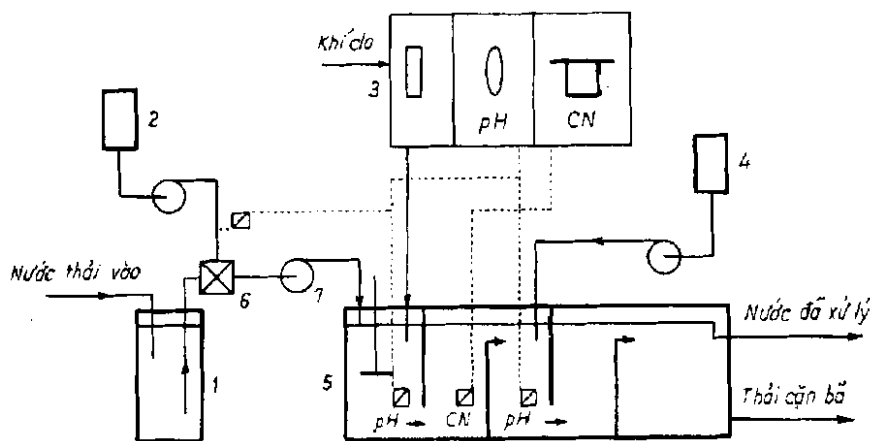 Khí clo
3
pH
CN
2
4
Nước thải vào
6
7
1
5
pH
CN
pH
Nước đã xử lý
Thải cặn bã